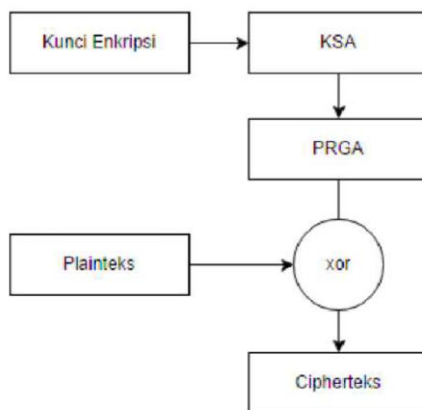 Kunci Enkripsi
KSA
PRGA
Plainteks
xor
Cipherteks